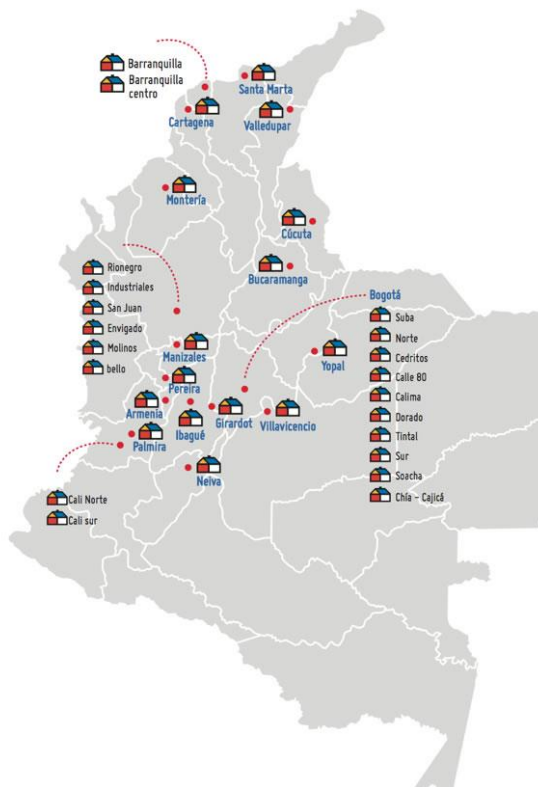 Barranquilla
Barranquilla
centro
Santa Marta
Cartagena
Valledupar
Montería
Cúcuta
Bucaramanga
Rionegro
Industriales
San Juan
Envigado
Molinos
bello
Manizales
Pereira
Armenia
Ibagué
Girardot
Palmira
Villavicencio
Yopal
Neiva
Cali Norte
Cali sur
Bogotá
Suba
Norte
Cedritos
Calle 80
Calima
Dorado
Tintal
Sur
Soacha
Chía - Cajicá